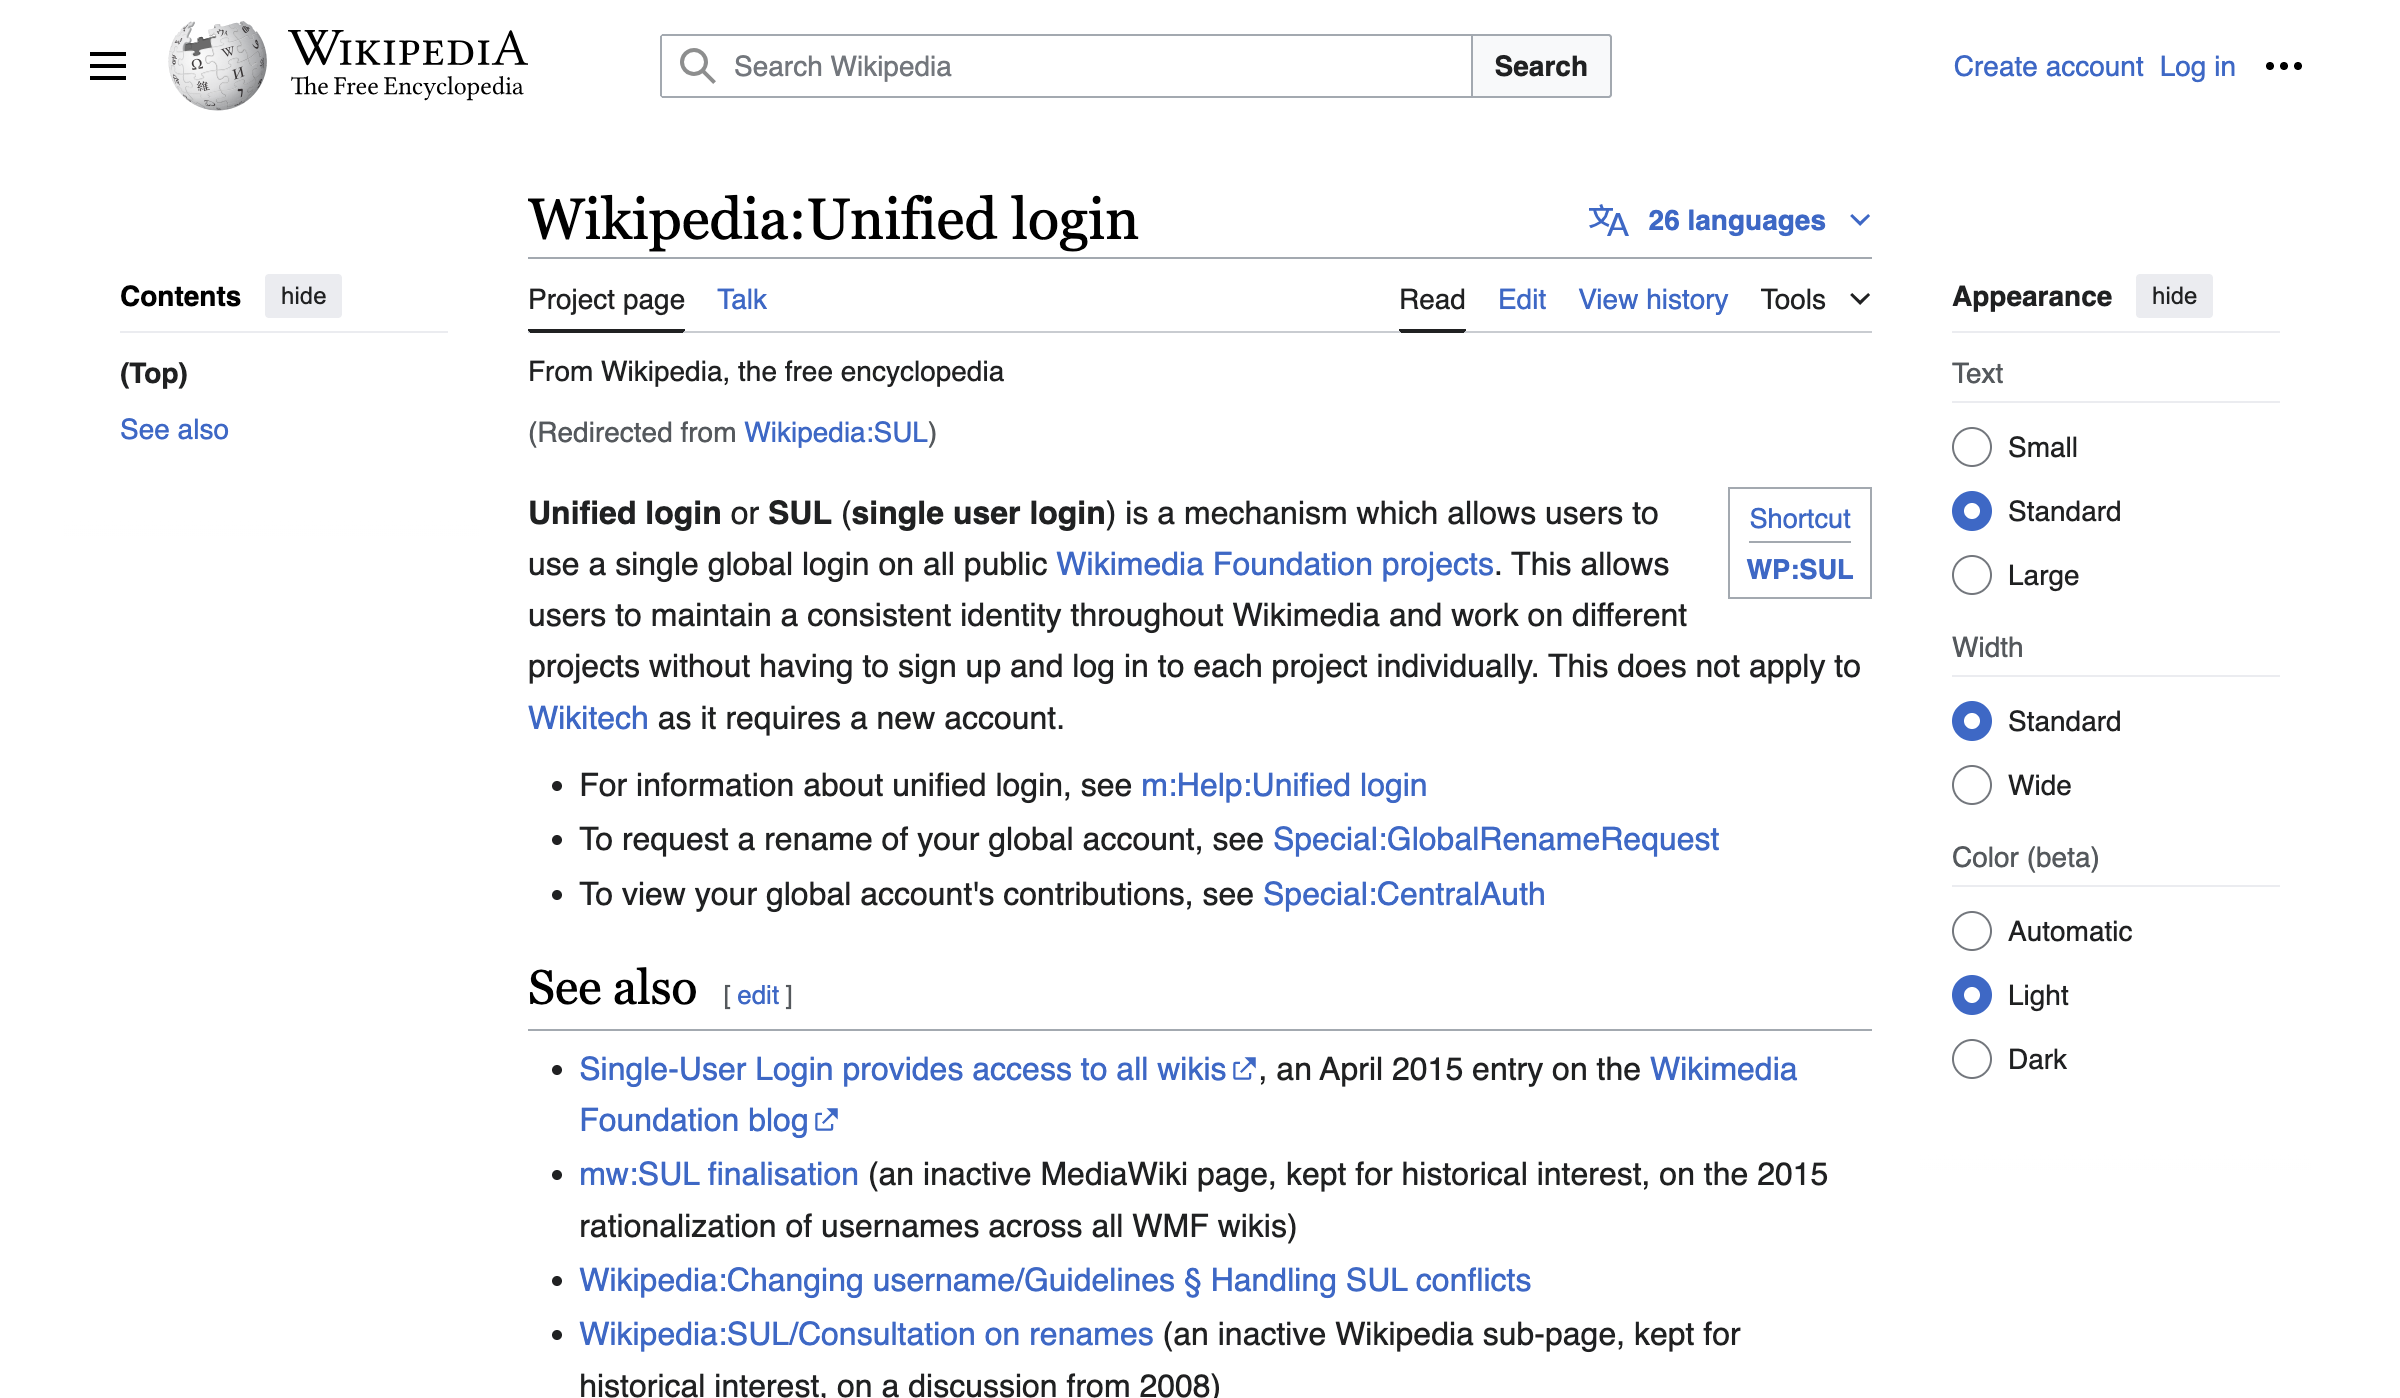 WIKIPEDIA
The Free Encyclopedia
Search Wikipedia
Search
Create account
Log in
Wikipedia:Unified login
26 languages
Contents
hide
(Top)
See also
Project page
Talk
Read
Edit
View history
Tools
From Wikipedia, the free encyclopedia
(Redirected from Wikipedia:SUL)
Shortcut
WP:SUL
Unified login or SUL (single user login) is a mechanism which allows users to
use a single global login on all public Wikimedia Foundation projects. This allows
users to maintain a consistent identity throughout Wikimedia and work on different
projects without having to sign up and log in to each project individually. This does not apply to
Wikitech as it requires a new account.
• For information about unified login, see m:Help:Unified login
• To request a rename of your global account, see Special:GlobalRenameRequest
• To view your global account's contributions, see Special:CentralAuth
See also [ edit ]
• Single-User Login provides access to all wikis, an April 2015 entry on the Wikimedia
Foundation blog
• mw:SUL finalisation (an inactive MediaWiki page, kept for historical interest, on the 2015
rationalization of usernames across all WMF wikis)
• Wikipedia:Changing username/Guidelines § Handling SUL conflicts
• Wikipedia:SUL/Consultation on renames (an inactive Wikipedia sub-page, kept for
historical interest, on a discussion from 2008)
Appearance
hide
Text
Small
Standard
Large
Width
Standard
Wide
Color (beta)
Automatic
Light
Dark